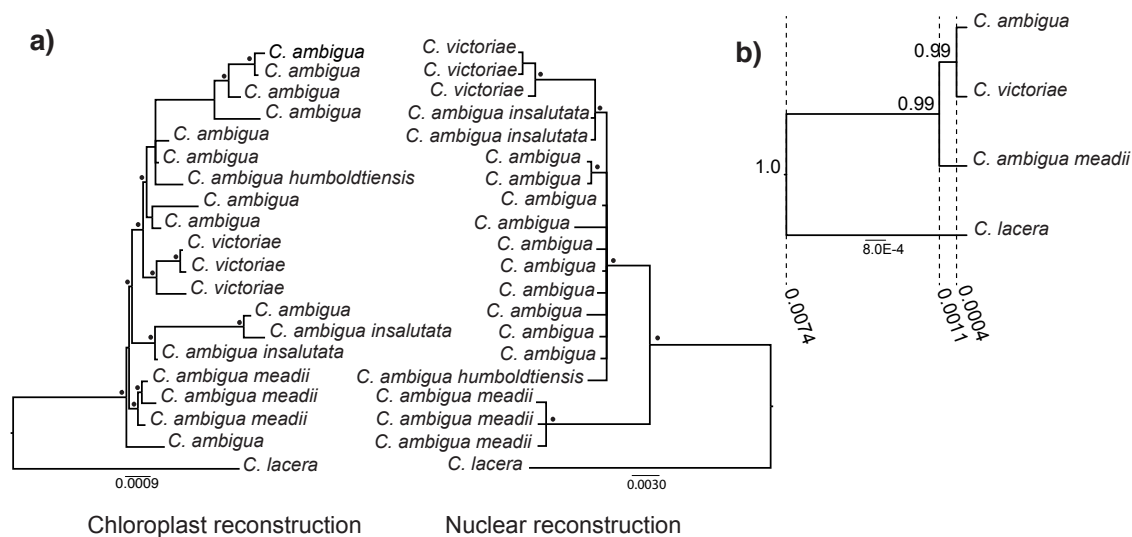 a)
C. ambigua
C. ambigua
C. ambigua
C. ambigua
C. ambigua
C. ambigua
C. ambigua humboldtiensis
C. ambigua
C. ambigua
C. victoriae
C. victoriae
C. victoriae
C. ambigua
C. ambigua insalutata
C. ambigua insalutata
C. ambigua meadii
C. ambigua meadii
C. ambigua meadii
C. ambigua
C. lacera
0.0009
Chloroplast reconstruction
C. victoriae
C. victoriae
C. victoriae
C. ambigua insalutata
C. ambigua insalutata
C. ambigua
C. ambigua
C. ambigua
C. ambigua
C. ambigua
C. ambigua
C. ambigua
C. ambigua
C. ambigua
C. ambigua
C. ambigua humboldtiensis
C. ambigua meadii
C. ambigua meadii
C. ambigua meadii
C. lacera
0.0030
Nuclear reconstruction
b)
C. ambigua
0.99
C. victoriae
0.99
C. ambigua meadii
1.0
C. lacera
8.0E-4
0.0074
0.0011
0.0004